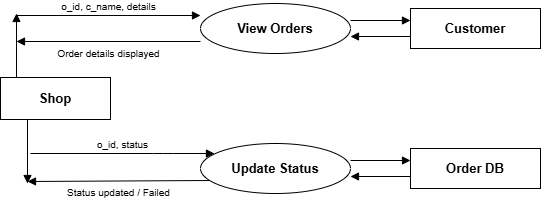 o_id, c_name, details
View Orders
Customer
Order details displayed
Shop
o_id, status
Update Status
Order DB
Status updated / Failed